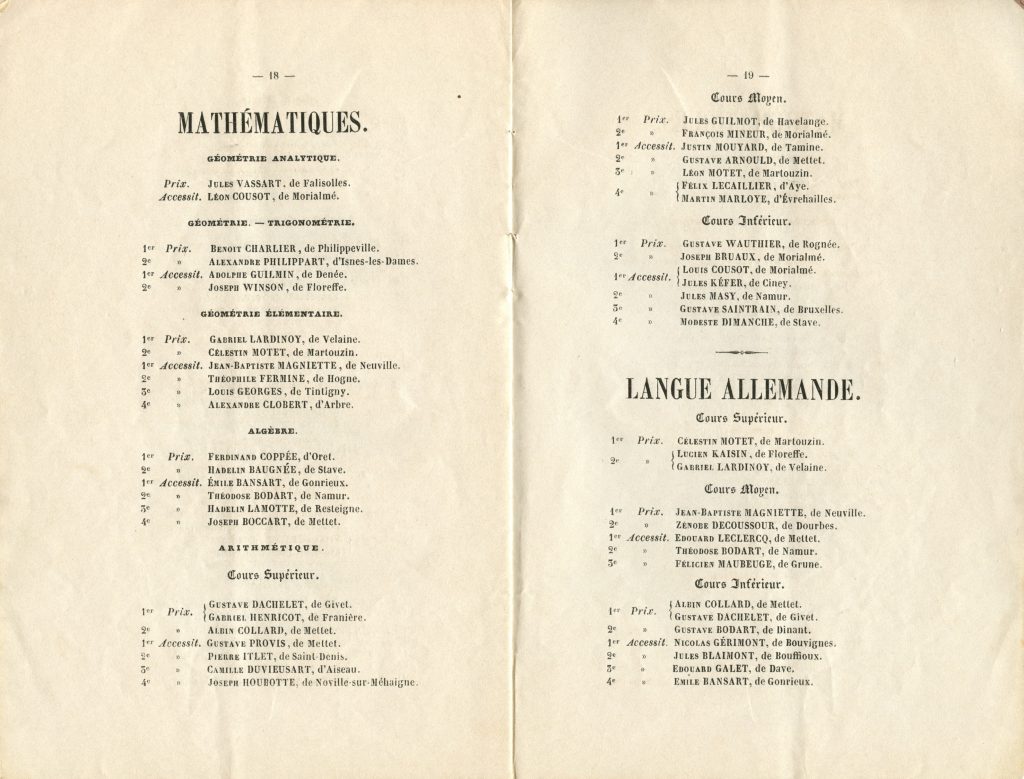 — 18 —
MATHÉMATIQUES.
GÉOMÉTRIE ANALYTIQUE.
Prix. JULES VASSART, de Falisolles.
Accessit. LÉON COUSOT, de Morialmé.
GÉOMÉTRIE. — TRIGONOMÉTRIE.
1er Prix. BENOIT CHARLIER, de Philippeville.
2e » ALEXANDRE PHILIPPART, d'Isnes-les-Dames.
1er Accessit. ADOLPHE GUILMIN, de Denée.
2e » JOSEPH WINSON, de Floreffe.
GÉOMÉTRIE ÉLÉMENTAIRE.
1er Prix. GABRIEL LARDINOY, de Velaine.
2e » CÉLESTIN MOTET, de Martouzin.
1er Accessit. JEAN-BAPTISTE MAGNIETTE, de Neuville.
2e » THÉOPHILE FERMINE, de Hogne.
3e » LOUIS GEORGES, de Tintigny.
4e » ALEXANDRE CLOBERT, d'Arbre.
ALGÈBRE.
1er Prix. FERDINAND COPPÉE, d'Oret.
2e » HADELIN BAUGNÉE, de Stave.
1er Accessit. ÉMILE BANSART, de Gonrieux.
2e » THÉODOSE BODART, de Namur.
3e » HADELIN LAMOTTE, de Resteigne.
4e » JOSEPH BOCCART, de Mettet.
ARITHMÉTIQUE.
Cours Supérieur.
1er Prix. { GUSTAVE DACHELET, de Givet.
GABRIEL HENRICOT, de Franière.
2e » ALBIN COLLARD, de Mettet.
1er Accessit. GUSTAVE PROVIS, de Mettet.
2e » PIERRE ITLET, de Saint-Denis.
3e » CAMILLE DUVIEUSART, d'Aiseau.
4e » JOSEPH HOUBOTTE, de Noville-sur-Méhaigne.
— 19 —
Cours Moyen.
1er Prix. JULES GUILMOT, de Havelange.
2e » FRANÇOIS MINEUR, de Morialmé.
1er Accessit. JUSTIN MOUYARD, de Tamine.
2e » GUSTAVE ARNOULD, de Mettet.
3e » LÉON MOTET, de Martouzin.
4e » { FÉLIX LECAILLIER, d'Aye.
MARTIN MARLOYE, d'Évrehailles.
Cours Inférieur.
1er Prix. GUSTAVE WAUTHIER, de Rognée.
2e » JOSEPH BRUAUX, de Morialmé.
1er Accessit. { LOUIS COUSOT, de Morialmé.
JULES KÉFER, de Ciney.
2e » JULES MASY, de Namur.
3e » GUSTAVE SAINTRAIN, de Bruxelles.
4e » MODESTE DIMANCHE, de Stave.
LANGUE ALLEMANDE.
Cours Supérieur.
1er Prix. CÉLESTIN MOTET, de Martouzin.
2e » { LUCIEN KAISIN, de Floreffe.
GABRIEL LARDINOY, de Velaine.
Cours Moyen.
1er Prix. JEAN-BAPTISTE MAGNIETTE, de Neuville.
2e » ZÉNOBE DECOUSSOUR, de Dourbes.
1er Accessit. EDOUARD LECLERCQ, de Mettet.
2e » THÉODOSE BODART, de Namur.
3e » FÉLICIEN MAUBEUGE, de Grune.
Cours Inférieur.
1er Prix. { ALBIN COLLARD, de Mettet.
GUSTAVE DACHELET, de Givet.
2e » GUSTAVE BODART, de Dinant.
1er Accessit. NICOLAS GÉRIMONT, de Bouvignes.
2e » JULES BLAIMONT, de Bouffioux.
3e » EDOUARD GALET, de Dave.
4e » EMILE BANSART, de Gonrieux.